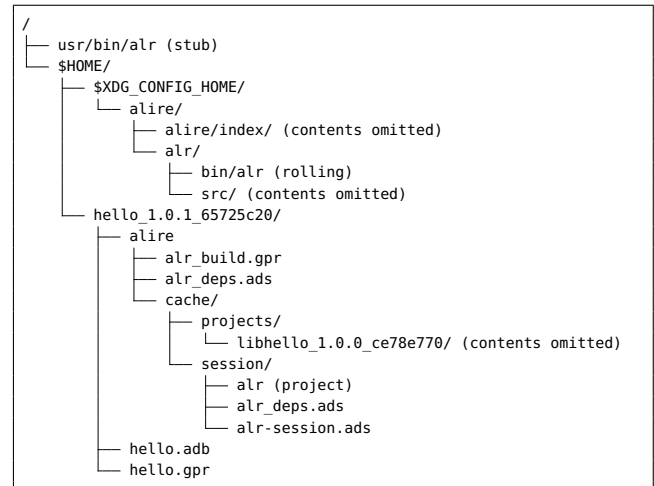 /
├── usr/bin/alr (stub)
└── $HOME/
    ├── $XDG_CONFIG_HOME/
    │   └── alire/
    │       ├── alire/index/ (contents omitted)
    │       └── alr/
    │           ├── bin/alr (rolling)
    │           └── src/ (contents omitted)
    └── hello_1.0.1_65725c20/
        ├── alire
        │   ├── alr_build.gpr
        │   ├── alr_deps.ads
        │   └── cache/
        │       ├── projects/
        │       │   └── libhello_1.0.0_ce78e770/ (contents omitted)
        │       └── session/
        │           ├── alr (project)
        │           ├── alr_deps.ads
        │           └── alr-session.ads
        ├── hello.adb
        └── hello.gpr